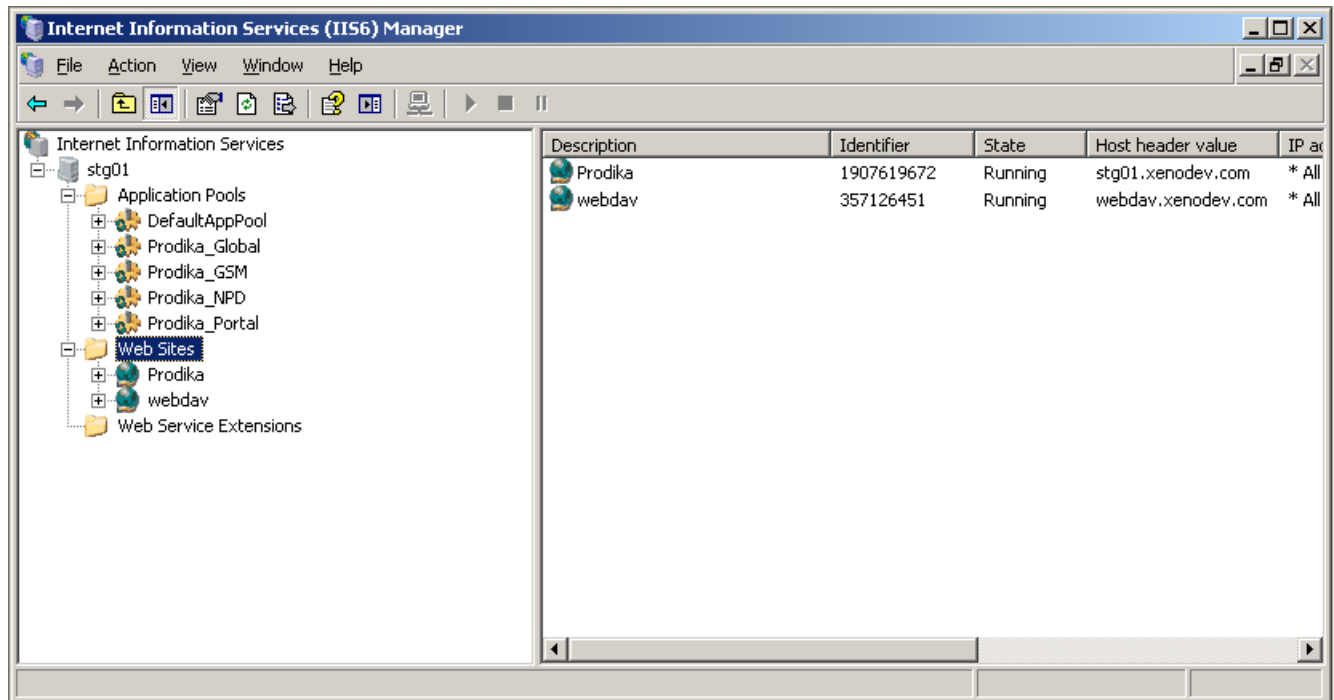 Internet Information Services (IIS6) Manager
File Action View Window Help
Internet Information Services
stg01
Application Pools
DefaultAppPool
Prodika_Global
Prodika_GSM
Prodika_NPD
Prodika_Portal
Web Sites
Prodika
webdav
Web Service Extensions
Description Identifier State Host header value IP
Prodika 1907619672 Running stg01.xenodev.com * All
webdav 357126451 Running webdav.xenodev.com * All